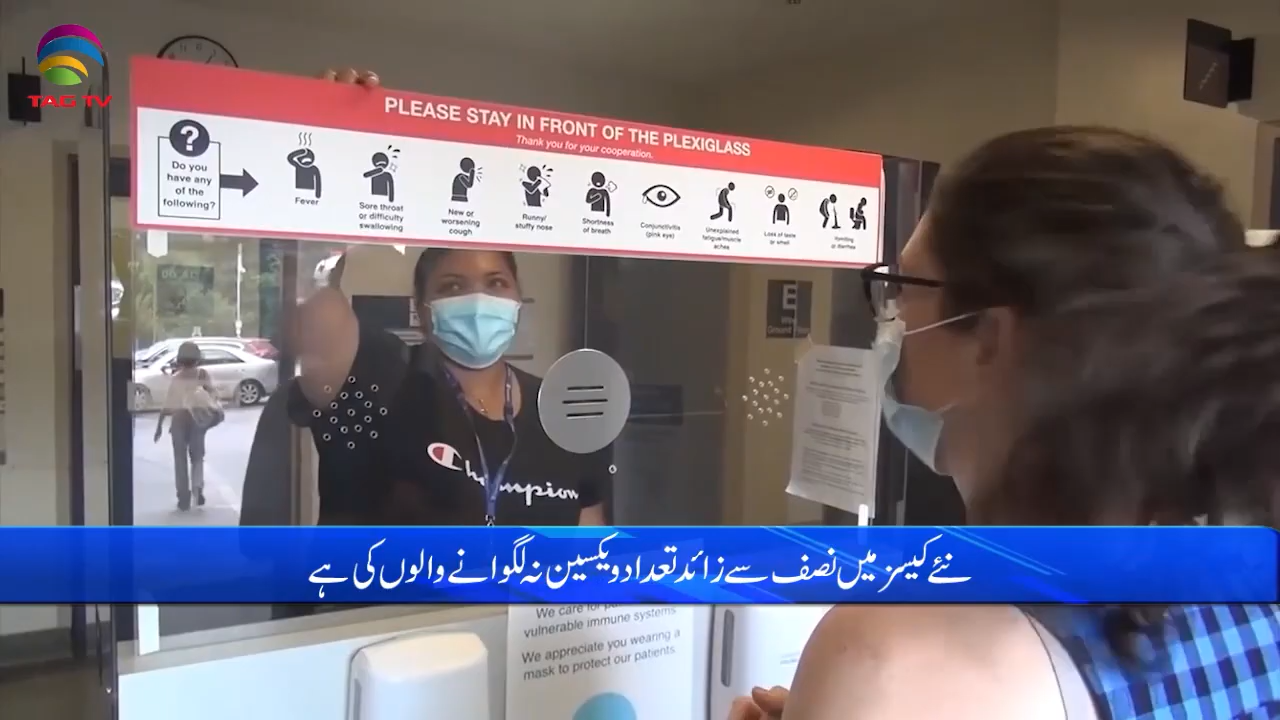 TAG TV
PLEASE STAY IN FRONT OF THE PLEXIGLASS
Thank you for your cooperation.
?
Do you
have any
of the
following?
Fever
Sore throat
or difficulty
swallowing
New or
worsening
cough
Runny/
stuffy nose
Shortness
of breath
Conjunctivitis
(pink eye)
Unexplained
fatigue/muscle
aches
Loss of taste
or smell
Vomiting
or diarrhea
E
Ground Floor
Champion
نئے کیسز میں نصف سے زائد تعداد ویکسین نہ لگوانے والوں کی ہے
We care for
vulnerable immune systems
We appreciate you wearing a
mask to protect our patients